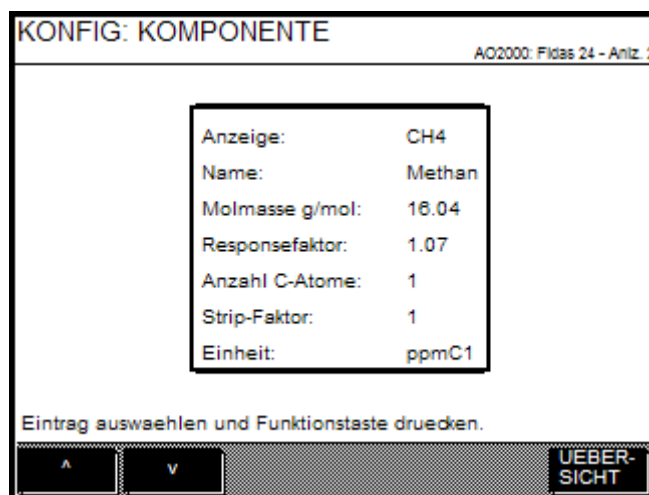 KONFIG: KOMPONENTE
AO2000: Fidas 24 - Anlz. 2
Anzeige: CH4
Name: Methan
Molmasse g/mol: 16.04
Responsefaktor: 1.07
Anzahl C-Atome: 1
Strip-Faktor: 1
Einheit: ppmC1
Eintrag auswaehlen und Funktionstaste druecken.
^ v UEBER-
SICHT